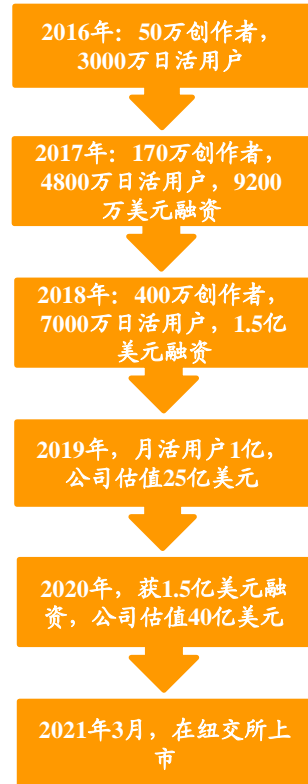 2016年：50万创作者，
3000万日活用户
2017年：170万创作者，
4800万日活用户，9200
万美元融资
2018年：400万创作者，
7000万日活用户，1.5亿
美元融资
2019年，月活用户1亿，
公司估值25亿美元
2020年，获1.5亿美元融
资，公司估值40亿美元
2021年3月，在纽交所上
市